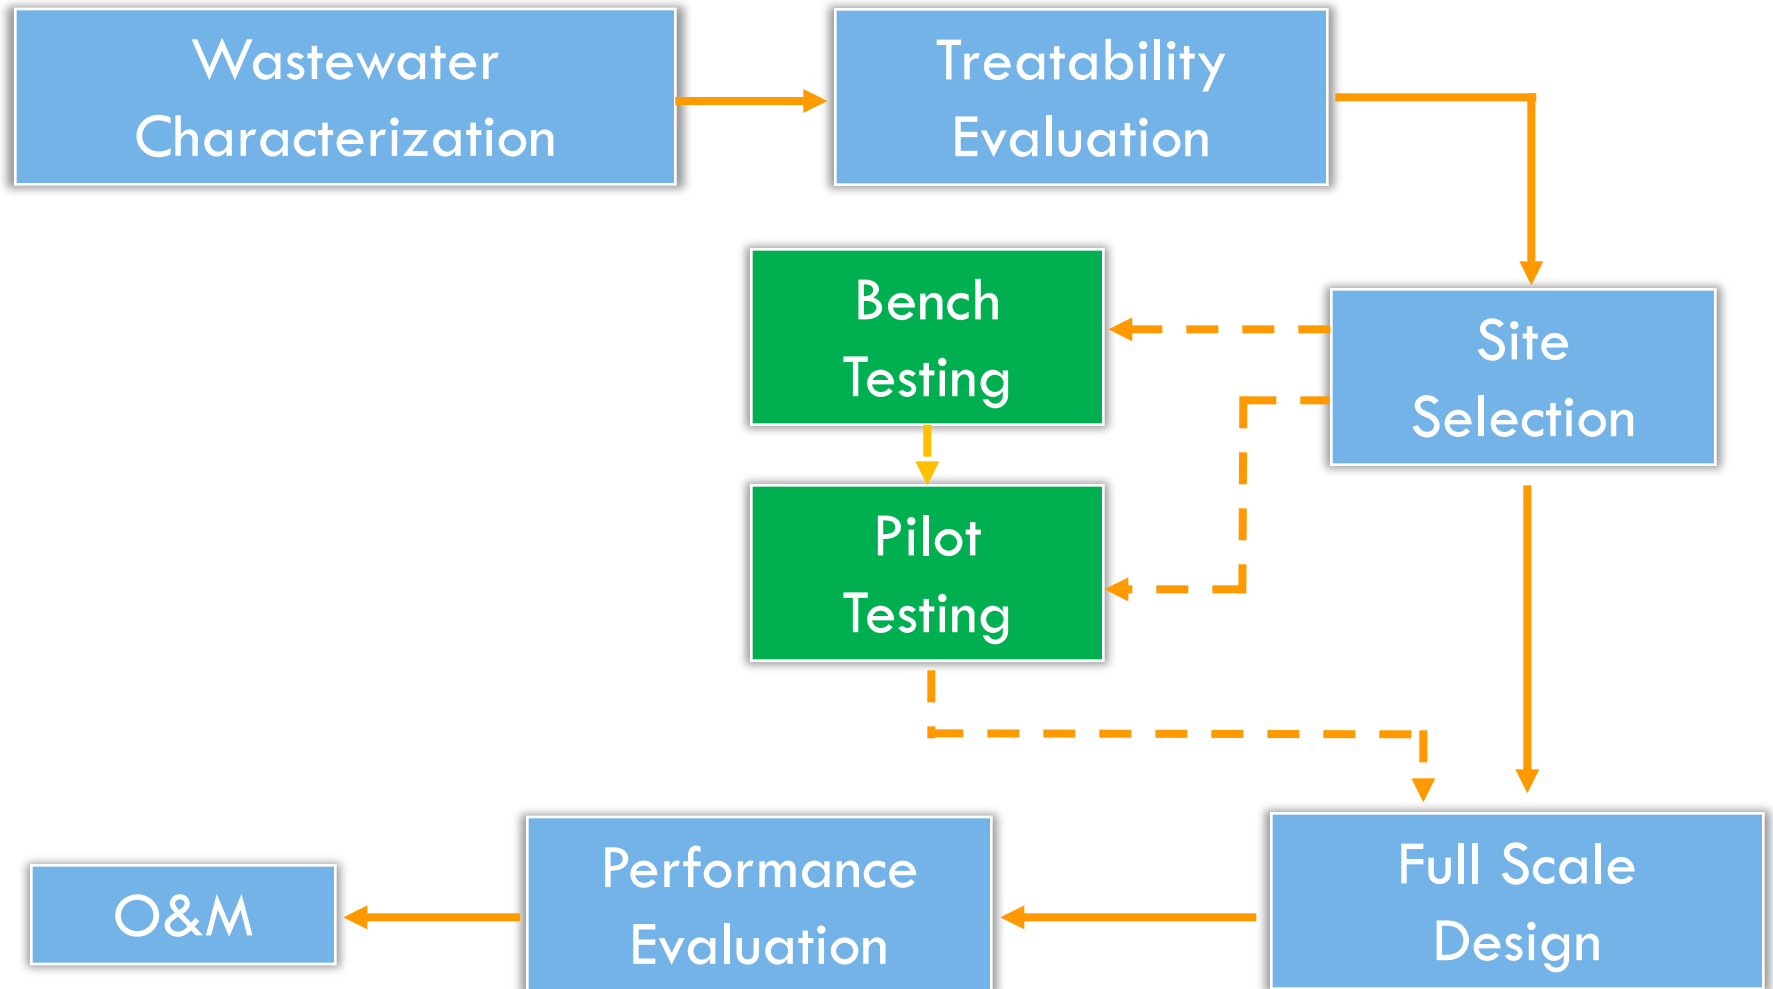 Wastewater
Characterization
Treatability
Evaluation
Bench
Testing
Site
Selection
Pilot
Testing
Full Scale
Design
Performance
Evaluation
O&M